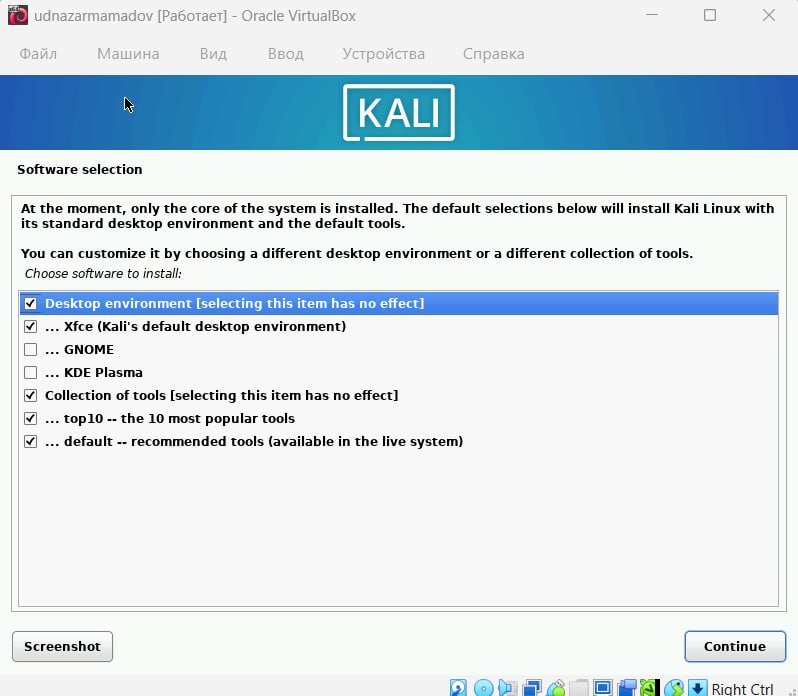 udnazarmamadov [Работает] - Oracle VirtualBox
Файл Машина Вид Ввод Устройства Справка
KALI
Software selection
At the moment, only the core of the system is installed. The default selections below will install Kali Linux with
its standard desktop environment and the default tools.
You can customize it by choosing a different desktop environment or a different collection of tools.
Choose software to install:
Desktop environment [selecting this item has no effect]
... Xfce (Kali's default desktop environment)
... GNOME
... KDE Plasma
Collection of tools [selecting this item has no effect]
... top10 -- the 10 most popular tools
... default -- recommended tools (available in the live system)
Screenshot Continue
Right Ctrl